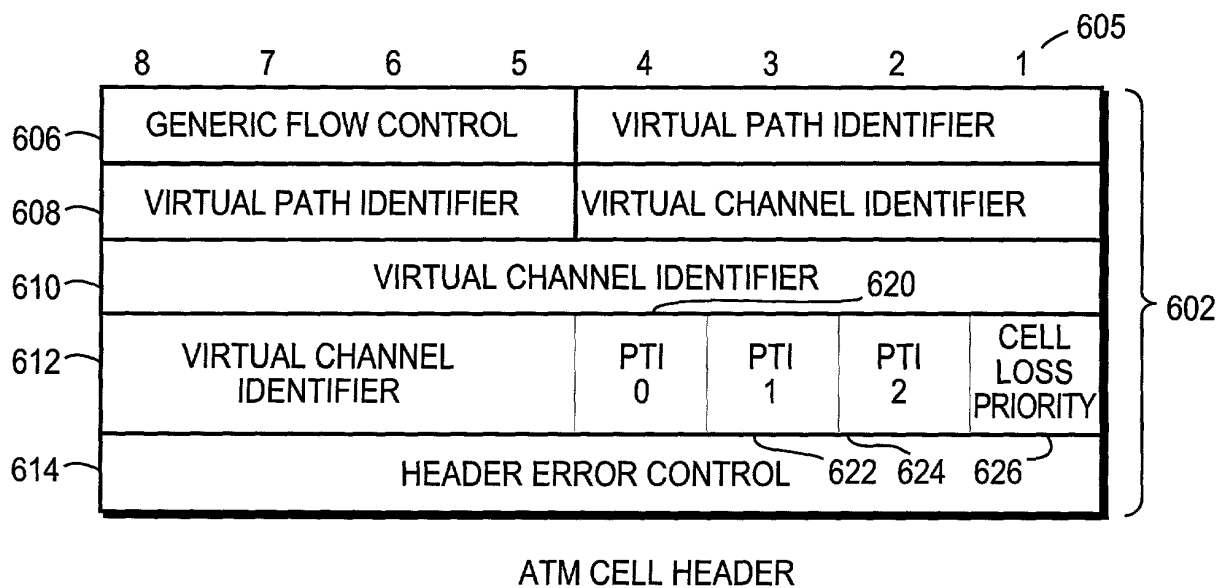 605
8 7 6 5 4 3 2 1
606 GENERIC FLOW CONTROL VIRTUAL PATH IDENTIFIER
608 VIRTUAL PATH IDENTIFIER VIRTUAL CHANNEL IDENTIFIER
610 VIRTUAL CHANNEL IDENTIFIER
620
602
612 VIRTUAL CHANNEL
IDENTIFIER
PTI
0
PTI
1
PTI
2
CELL
LOSS
PRIORITY
614 HEADER ERROR CONTROL 622 624 626
ATM CELL HEADER